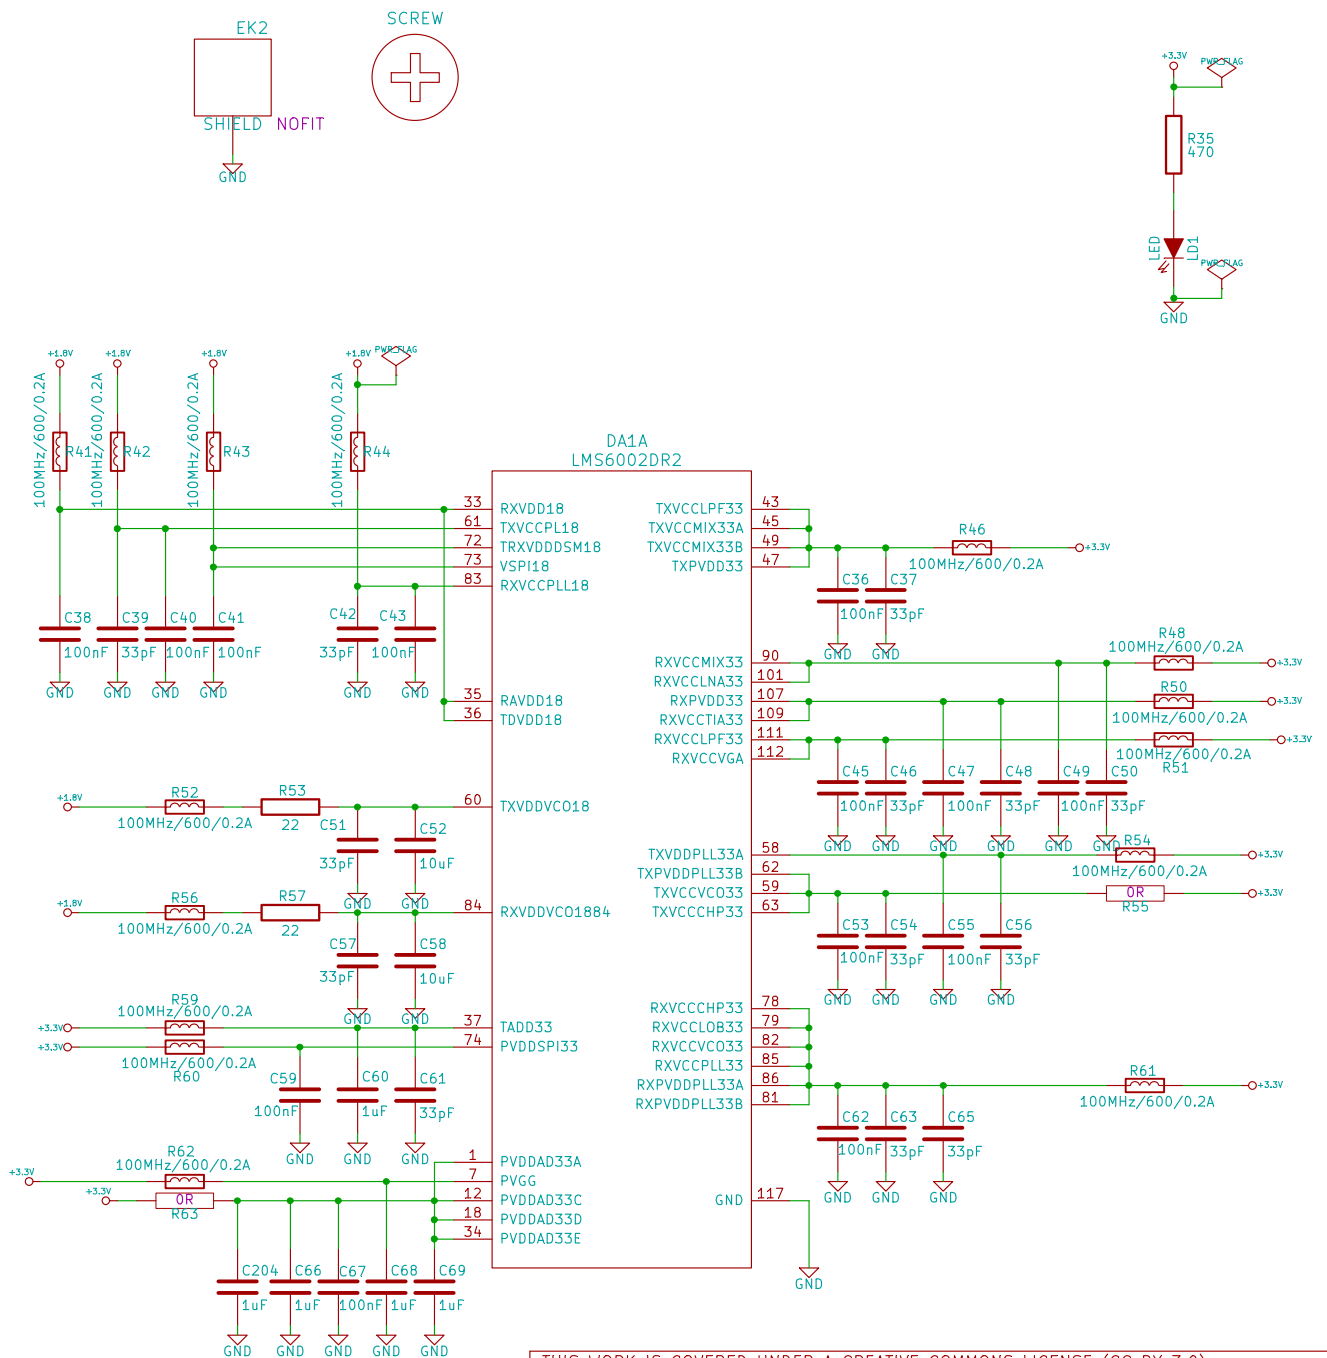 EK2
SHIELD NOFIT
GND
SCREW
+3.3V
PWR_FLAG
R35
470
LED
LD1
PWR_FLAG
GND
+1.8V
+1.8V
+1.8V
+1.8V
PWR_FLAG
100MHz/600/0.2A
R41
100MHz/600/0.2A
R42
100MHz/600/0.2A
R43
100MHz/600/0.2A
R44
DA1A
LMS6002DR2
33 RXVDD18
61 TXVCCPL18
72 TRXVDDDSM18
73 VSPI18
83 RXVCCPLL18
35 RAVDD18
36 TDVDD18
60 TXVDDVCO18
84 RXVDDVCO1884
37 TADD33
74 PVDDSPI33
1 PVDDAD33A
7 PVGG
12 PVDDAD33C
18 PVDDAD33D
34 PVDDAD33E
TXVCCLPF33 43
TXVCCMIX33A 45
TXVCCMIX33B 49
TXPVDD33 47
RXVCCMIX33 90
RXVCCLNA33 101
RXPVDD33 107
RXVCCTIA33 109
RXVCCLPF33 111
RXVCCVGA 112
TXVDDPLL33A 58
TXPVDDPLL33B 62
TXVCCVCO33 59
TXVCCCHP33 63
RXVCCCHP33 78
RXVCCLOB33 79
RXVCCVCO33 82
RXVCCPLL33 85
RXPVDDPLL33A 86
RXPVDDPLL33B 81
GND 117
GND
C38
100nF
GND
C39
33pF
GND
C40
100nF
GND
C41
100nF
GND
C42
33pF
GND
C43
100nF
GND
+1.8V
R52
100MHz/600/0.2A
R53
22
C51
33pF
GND
C52
10uF
GND
+1.8V
R56
100MHz/600/0.2A
R57
22
C57
33pF
GND
C58
10uF
GND
R59
100MHz/600/0.2A
+3.3V
+3.3V
100MHz/600/0.2A
R60
C59
100nF
GND
C60
1uF
GND
C61
33pF
GND
R62
100MHz/600/0.2A
+3.3V
+3.3V
0R
R63
C204
1uF
GND
C66
1uF
GND
C67
100nF
GND
C68
1uF
GND
C69
1uF
GND
R46
100MHz/600/0.2A
+3.3V
C36
100nF
GND
C37
33pF
GND
R48
100MHz/600/0.2A
+3.3V
R50
100MHz/600/0.2A
+3.3V
100MHz/600/0.2A
R51
+3.3V
C45
100nF
GND
C46
33pF
GND
C47
100nF
GND
C48
33pF
GND
C49
100nF
GND
C50
33pF
GND
R54
100MHz/600/0.2A
+3.3V
0R
R55
+3.3V
C53
100nF
GND
C54
33pF
GND
C55
100nF
GND
C56
33pF
GND
R61
100MHz/600/0.2A
+3.3V
C62
100nF
GND
C63
33pF
GND
C65
33pF
GND
THIS WORK IS COVERED UNDER A CREATIVE COMMONS LICENSE (CC BY 3.0)